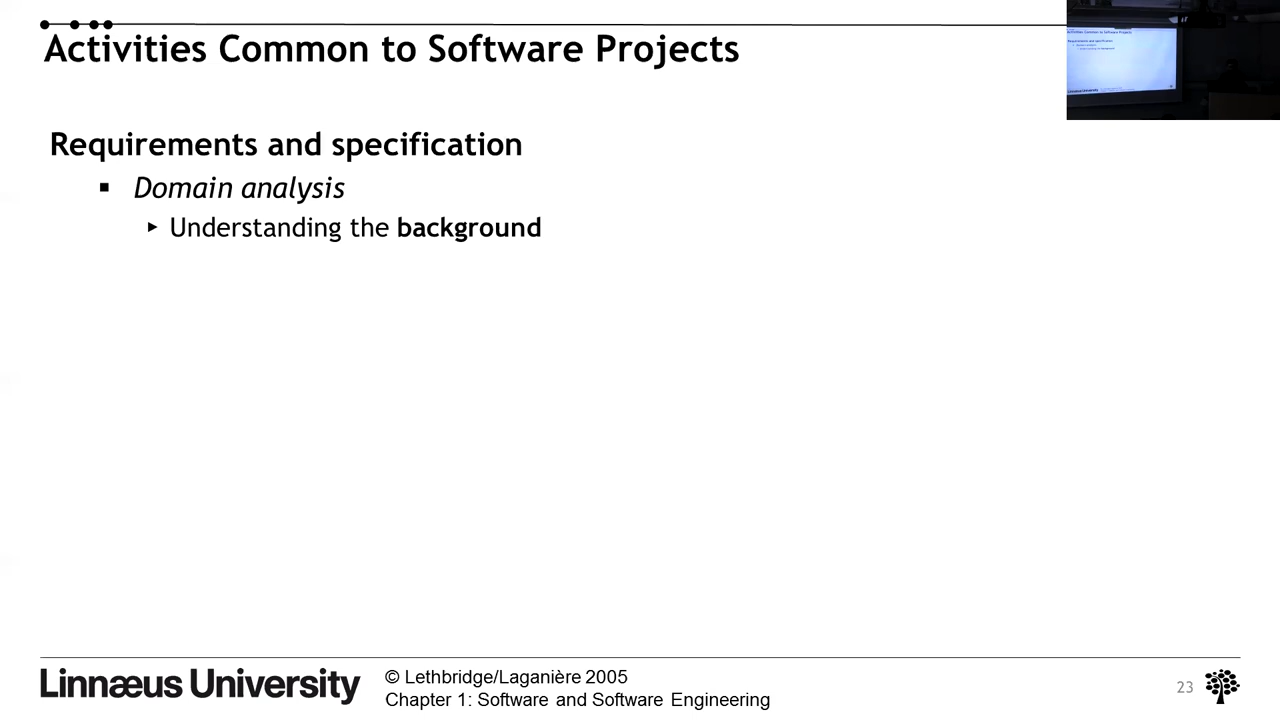 Activities Common to Software Projects
Requirements and specification
Domain analysis
Understanding the background
Linnæus University
© Lethbridge/Laganière 2005
Chapter 1: Software and Software Engineering
23